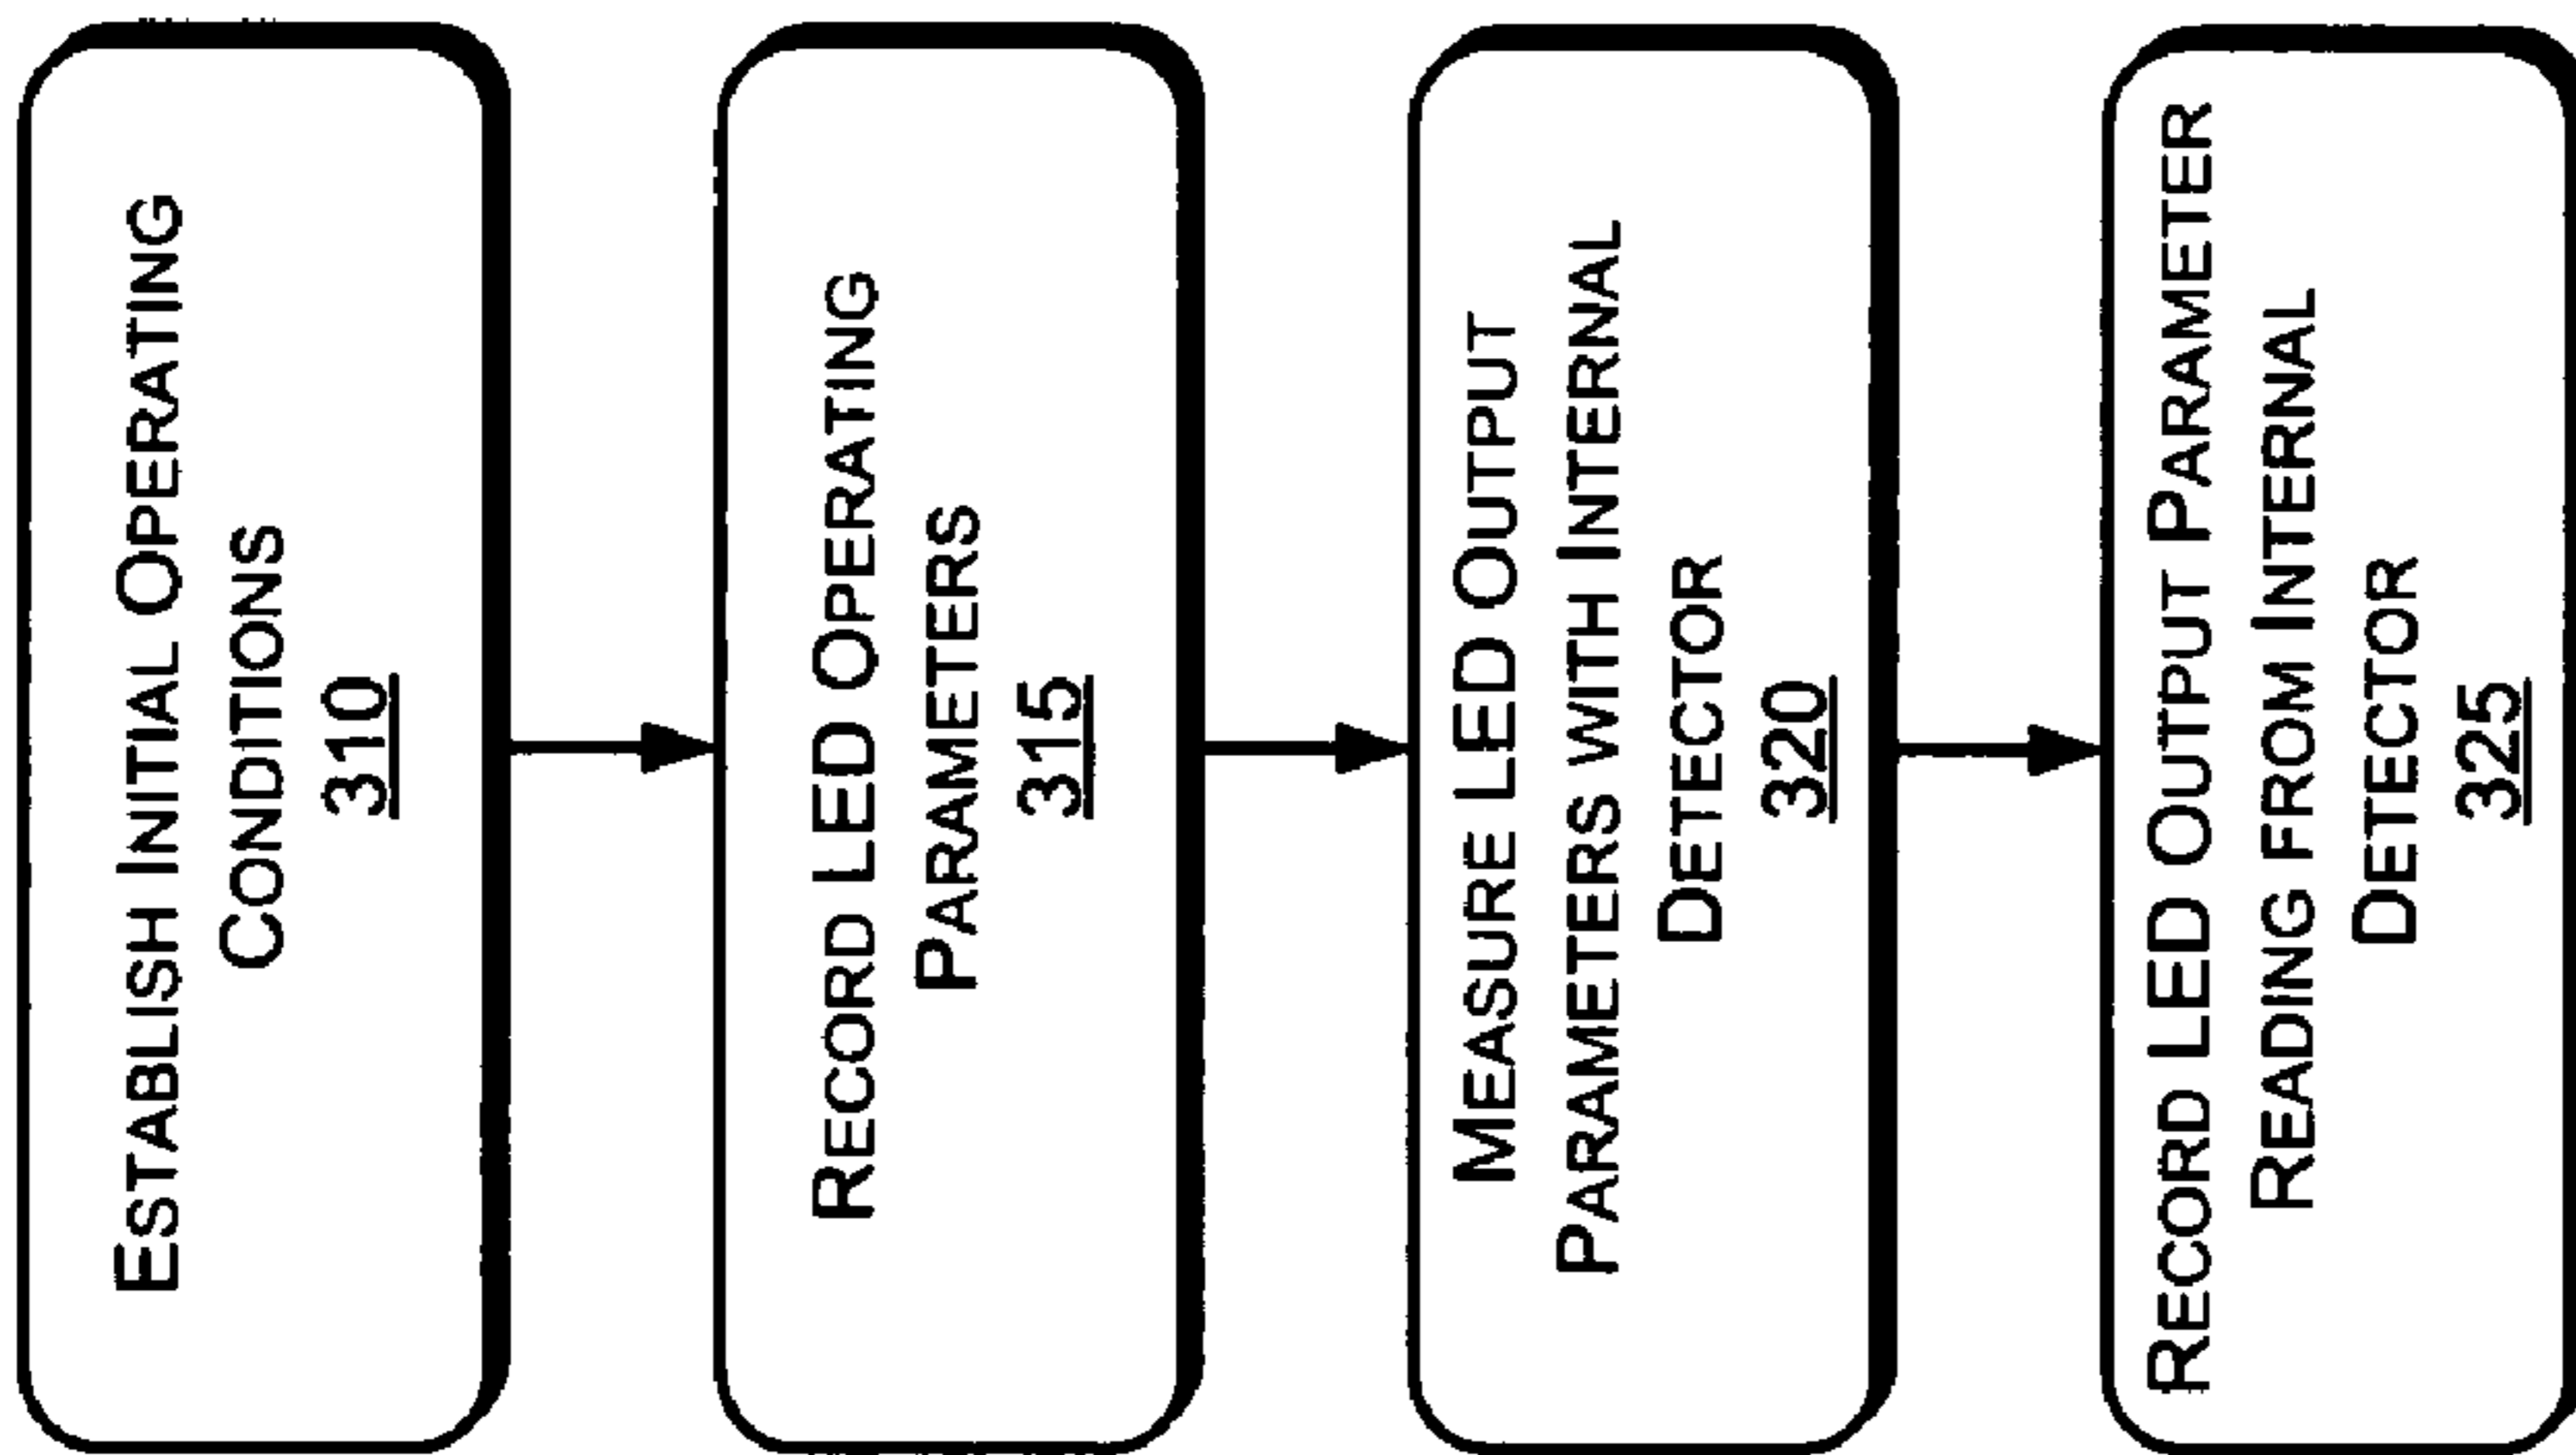 ESTABLISH INITIAL OPERATING
CONDITIONS
310
RECORD LED OPERATING
PARAMETERS
315
MEASURE LED OUTPUT
PARAMETERS WITH INTERNAL
DETECTOR
320
RECORD LED OUTPUT PARAMETER
READING FROM INTERNAL
DETECTOR
325